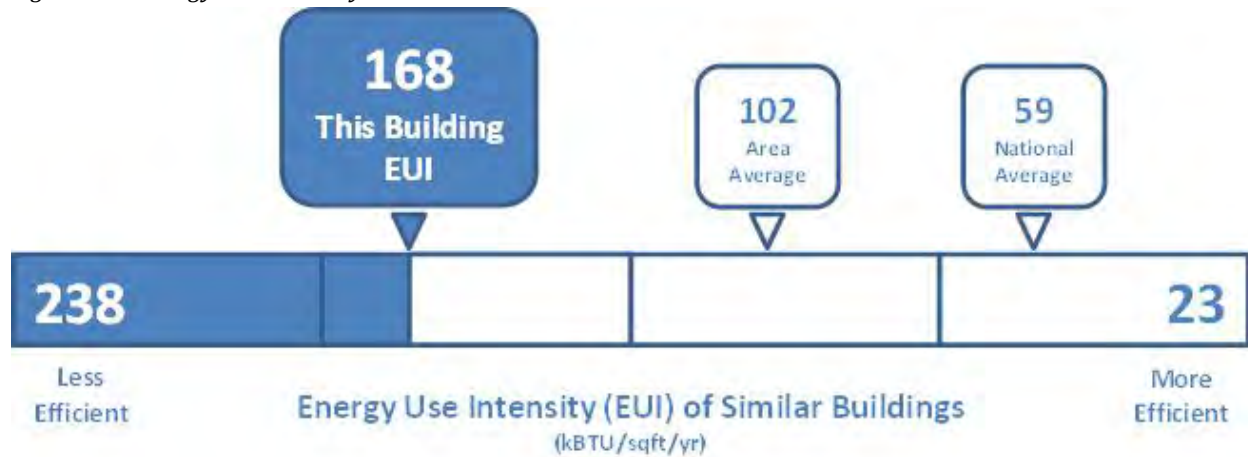 168
This Building
EUI
102
Area
Average
59
National
Average
238
23
Less
Efficient
More
Efficient
Energy Use Intensity (EUI) of Similar Buildings
(kBTU/sqft/yr)